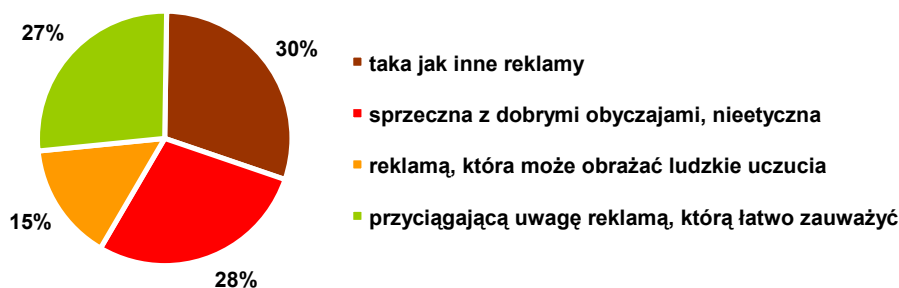 27%
30%
15%
28%
taka jak inne reklamy
sprzeczna z dobrymi obyczajami, nieetyczna
reklamą, która może obrażać ludzkie uczucia
przyciągającą uwagę reklamą, którą łatwo zauważyć